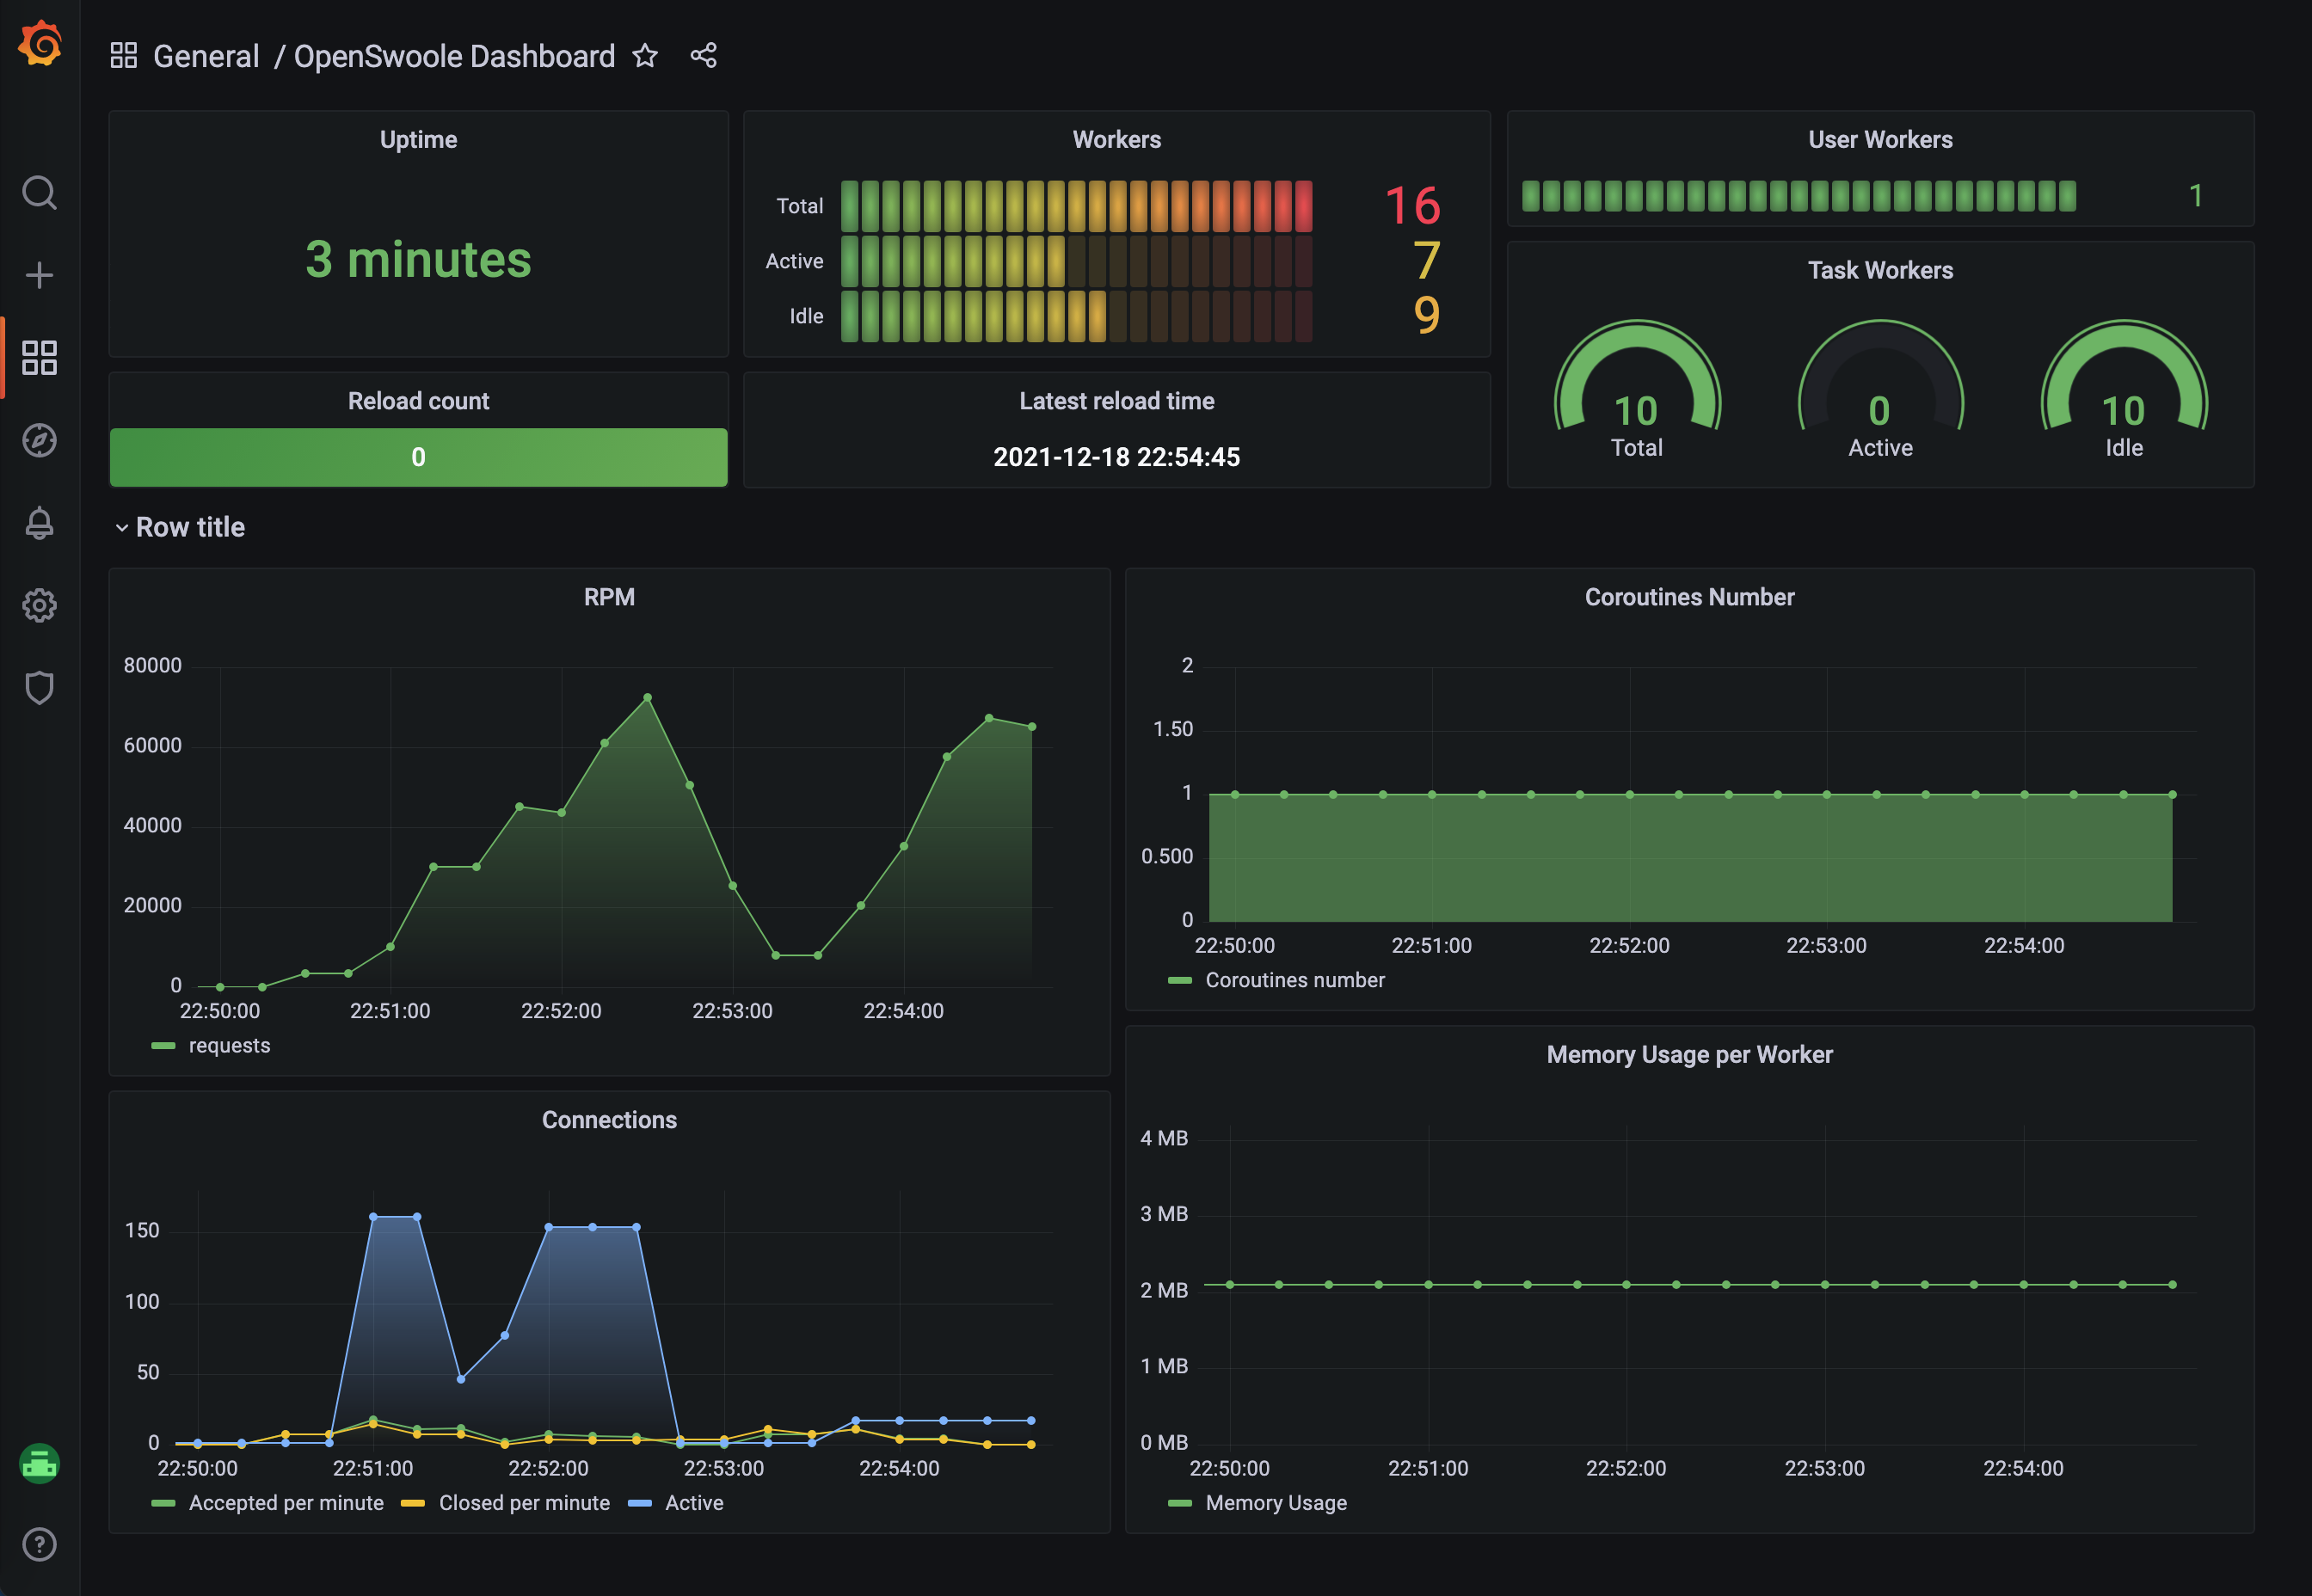 General / OpenSwoole Dashboard
Uptime
3 minutes
Workers
Total 16
Active 7
Idle 9
User Workers
1
Task Workers
10 0 10
Total Active Idle
Reload count
0
Latest reload time
2021-12-18 22:54:45
Row title
RPM
80000
60000
40000
20000
0
22:50:00 22:51:00 22:52:00 22:53:00 22:54:00
requests
Coroutines Number
2
1.50
1
0.500
0
22:50:00 22:51:00 22:52:00 22:53:00 22:54:00
Coroutines number
Connections
150
100
50
0
22:50:00 22:51:00 22:52:00 22:53:00 22:54:00
Accepted per minute Closed per minute Active
Memory Usage per Worker
4 MB
3 MB
2 MB
1 MB
0 MB
22:50:00 22:51:00 22:52:00 22:53:00 22:54:00
Memory Usage